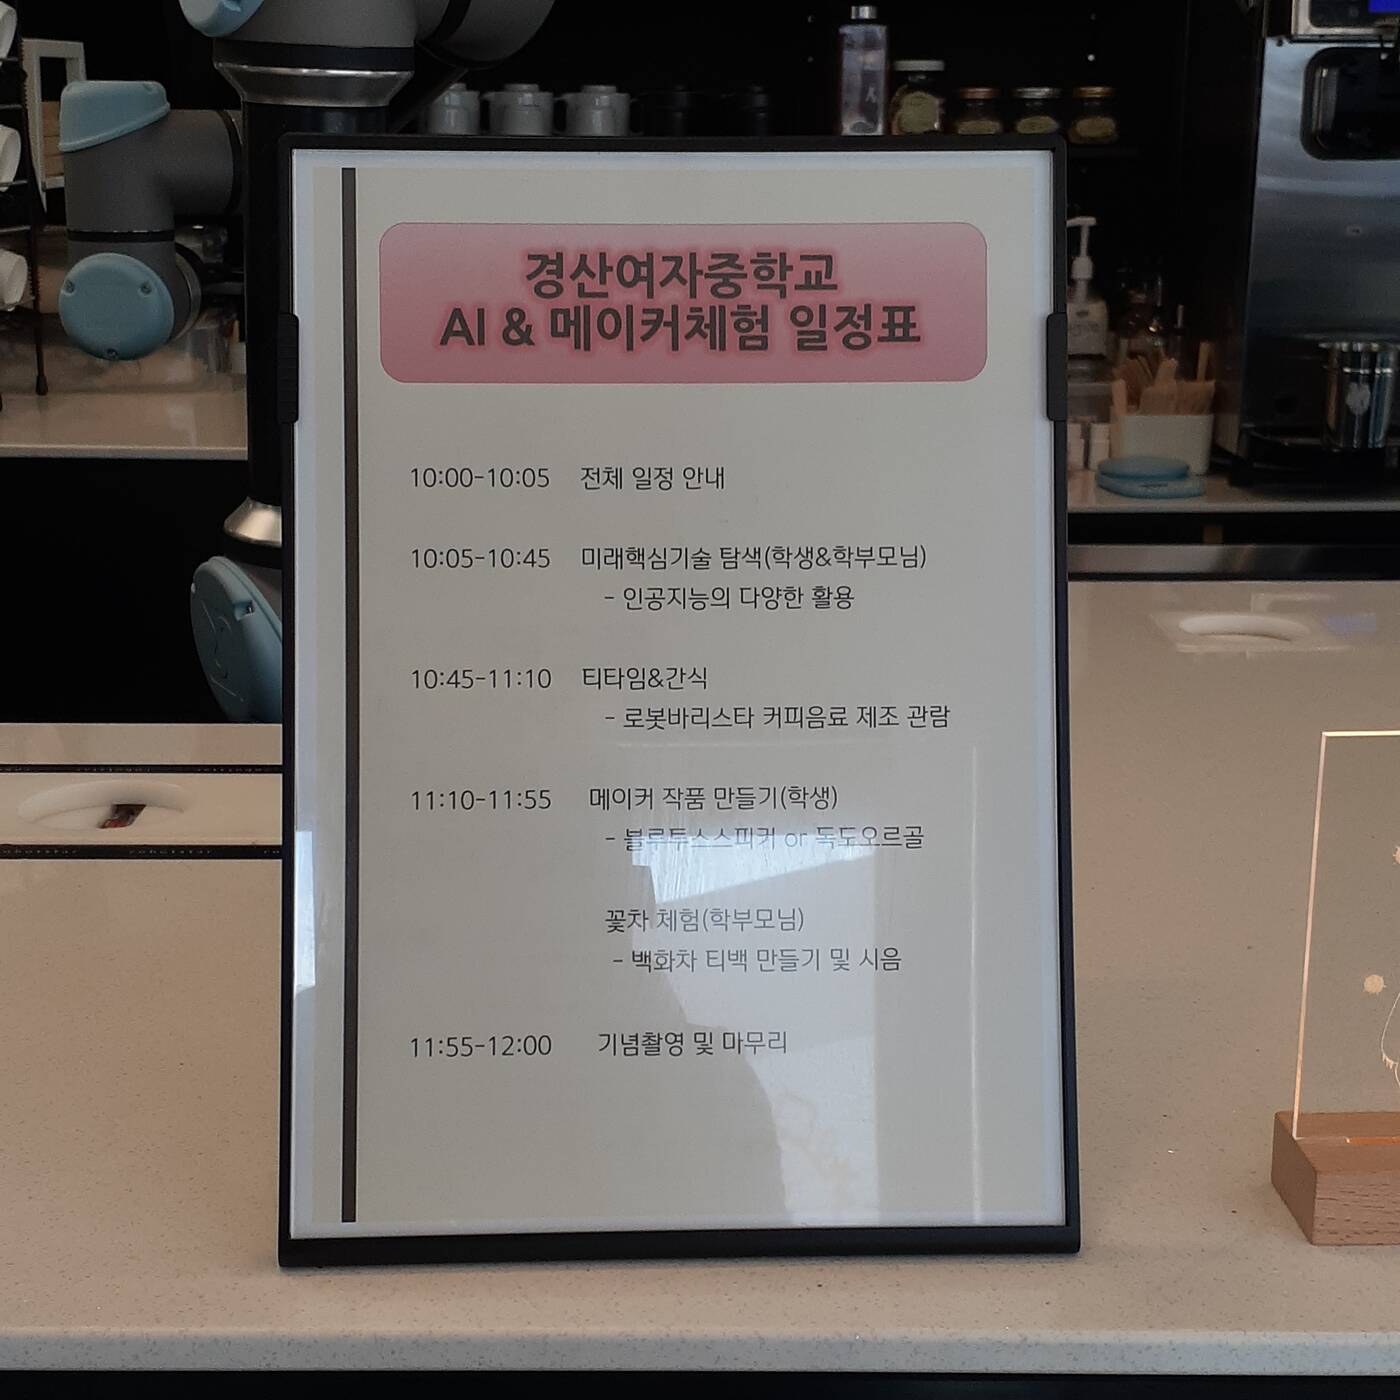 경산여자중학교
AI & 메이커체험 일정표
10:00-10:05 전체 일정 안내
10:05-10:45 미래핵심기술 탐색(학생&학부모님)
- 인공지능의 다양한 활용
10:45-11:10 티타임&간식
- 로봇바리스타 커피음료 제조 관람
11:10-11:55 메이커 작품 만들기(학생)
- 블루투스스피커 or 독도오르골
꽃차 체험(학부모님)
- 백화차 티백 만들기 및 시음
11:55-12:00 기념촬영 및 마무리